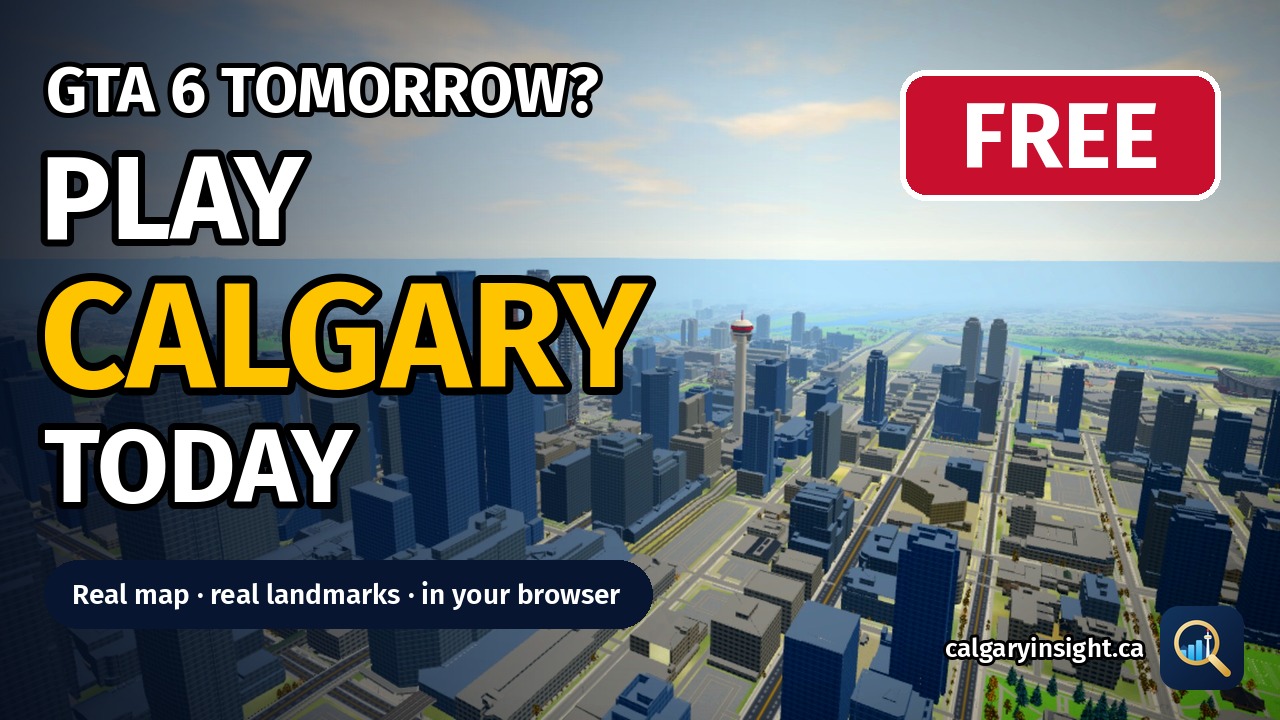 GTA 6 TOMORROW?
PLAY
CALGARY
TODAY
Real map · real landmarks · in your browser
FREE
calgaryinsight.ca